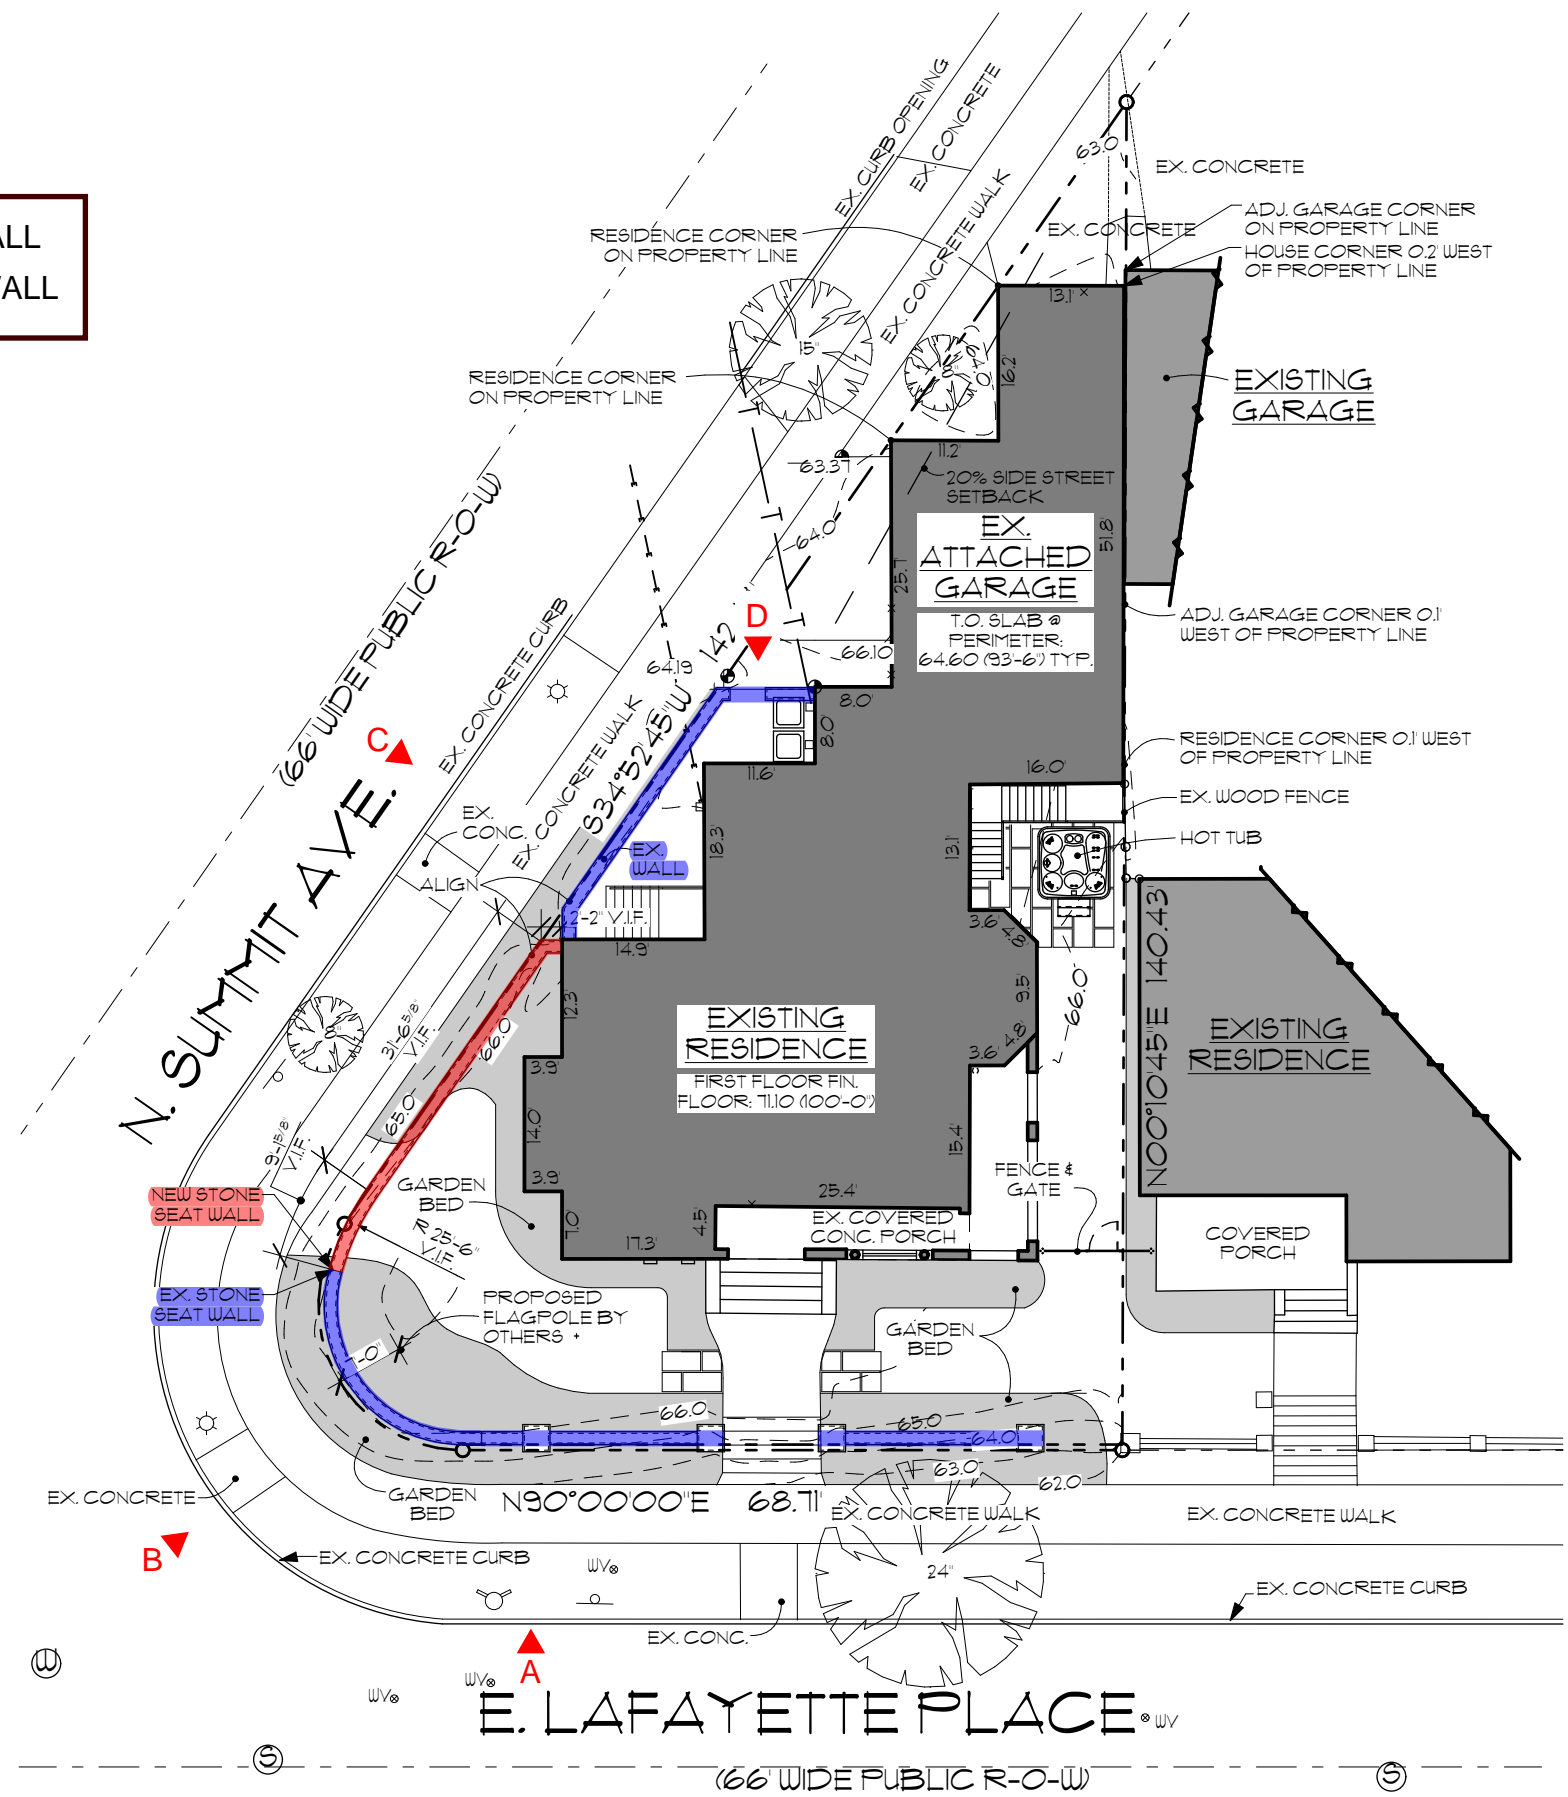 ALL
WALL
EX. CURB OPENING
EX. CONCRETE
EX. CONCRETE WALK
63.0
EX. CONCRETE
EX. CONCRETE
ADJ. GARAGE CORNER
ON PROPERTY LINE
HOUSE CORNER 0.2' WEST
OF PROPERTY LINE
RESIDENCE CORNER
ON PROPERTY LINE
13.1'
15"
8"
64.0
16.2'
RESIDENCE CORNER
ON PROPERTY LINE
EXISTING
GARAGE
11.2'
63.37
20% SIDE STREET
SETBACK
64.0
EX.
ATTACHED
GARAGE
T.O. SLAB @
PERIMETER:
64.60 (93'-6") TYP.
51.8'
25.7'
ADJ. GARAGE CORNER 0.1'
WEST OF PROPERTY LINE
(66' WIDE PUBLIC R-O-W)
EX. CONCRETE CURB
D
142
66.10
64.19
8.0'
8.0'
C
EX. CONCRETE WALK
S34°52'45"W
11.6'
16.0'
RESIDENCE CORNER 0.1' WEST
OF PROPERTY LINE
EX. WOOD FENCE
HOT TUB
N. SUMMIT AVE.
EX.
CONC.
EX.
WALL
18.3'
13.1'
ALIGN
2'-2" V.I.F.
14.9'
3.6'
4.8'
9.5'
66.0
N00°10'45"E 140.43'
12.3'
EXISTING
RESIDENCE
FIRST FLOOR FIN.
FLOOR: 71.10 (100'-0")
EXISTING
RESIDENCE
8"
31'-6 5/8"
V.I.F.
66.0
3.9'
3.6'
4.8'
65.0
14.0'
15.4'
9'-1 5/8"
V.I.F.
3.9'
GARDEN
BED
FENCE &
GATE
25.4'
NEW STONE
SEAT WALL
7.0'
4.5'
EX. COVERED
CONC. PORCH
COVERED
PORCH
R 25'-6"
V.I.F.
17.3'
EX. STONE
SEAT WALL
PROPOSED
FLAGPOLE BY
OTHERS +
GARDEN
BED
66.0
65.0
64.0
63.0
62.0
GARDEN
BED
N90°00'00"E 68.71'
EX. CONCRETE
EX. CONCRETE WALK
EX. CONCRETE WALK
B
EX. CONCRETE CURB
WV
24"
EX. CONCRETE CURB
EX. CONC.
A
W
WV
WV
E. LAFAYETTE PLACE
WV
S
(66' WIDE PUBLIC R-O-W)
S